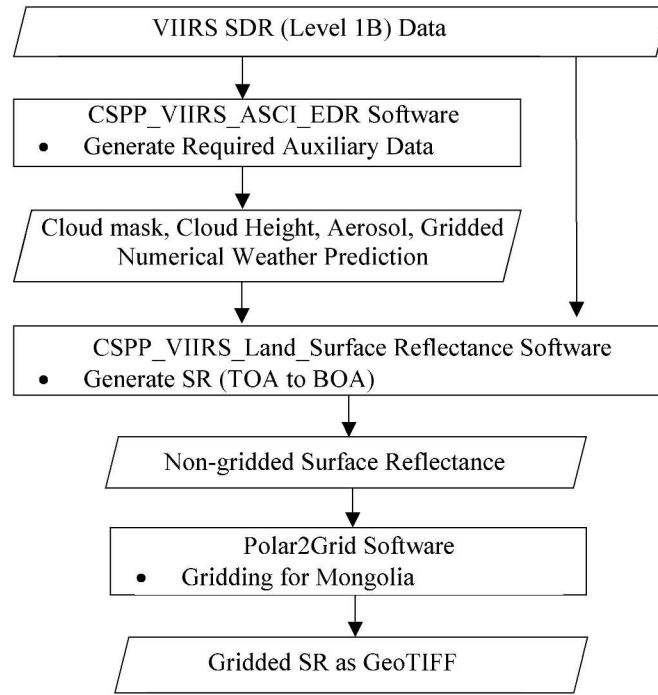 VIIRS SDR (Level 1B) Data
CSPP_VIIRS_ASCI_EDR Software
• Generate Required Auxiliary Data
Cloud mask, Cloud Height, Aerosol, Gridded
Numerical Weather Prediction
CSPP_VIIRS_Land_Surface Reflectance Software
• Generate SR (TOA to BOA)
Non-gridded Surface Reflectance
Polar2Grid Software
• Gridding for Mongolia
Gridded SR as GeoTIFF